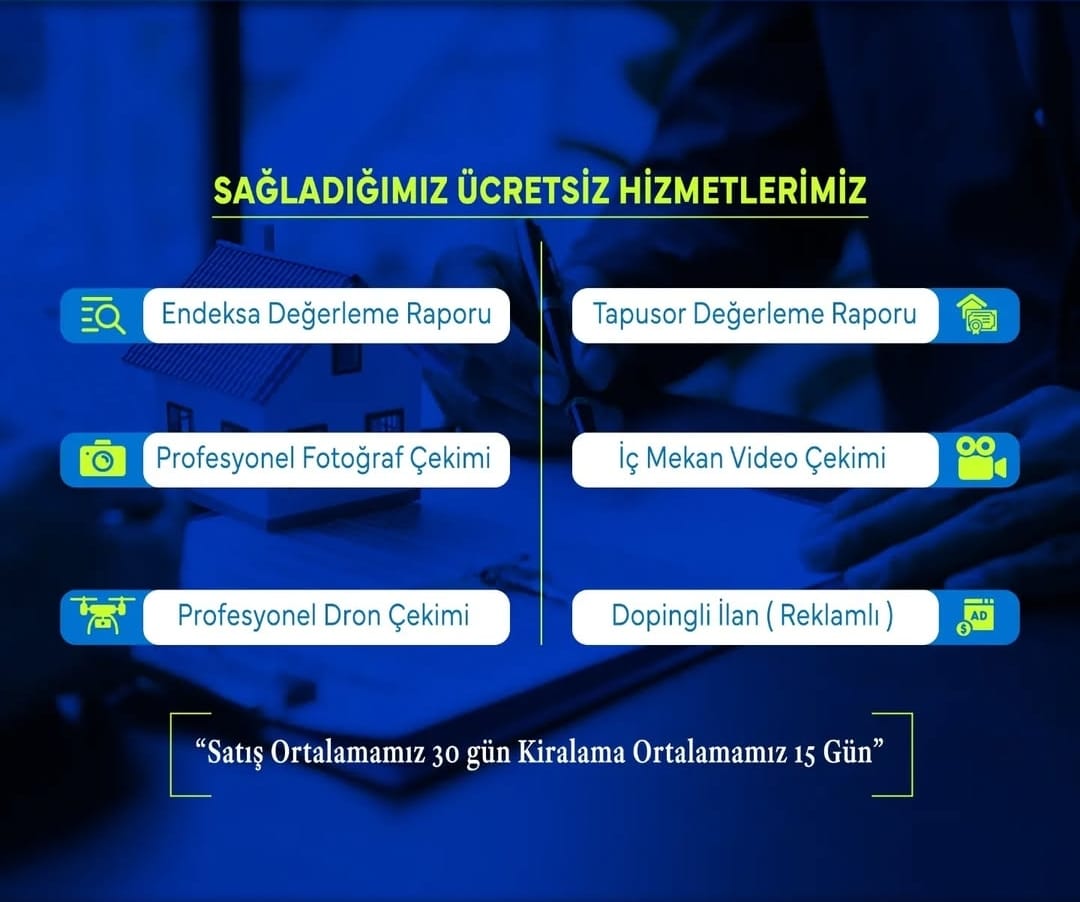 SAĞLADIĞIMIZ ÜCRETSİZ HİZMETLERİMİZ
Endeksa Değerleme Raporu
Tapusor Değerleme Raporu
Profesyonel Fotoğraf Çekimi
İç Mekan Video Çekimi
Profesyonel Dron Çekimi
Dopingli İlan ( Reklamlı )
AD
$
“Satış Ortalamamız 30 gün Kiralama Ortalamamız 15 Gün”